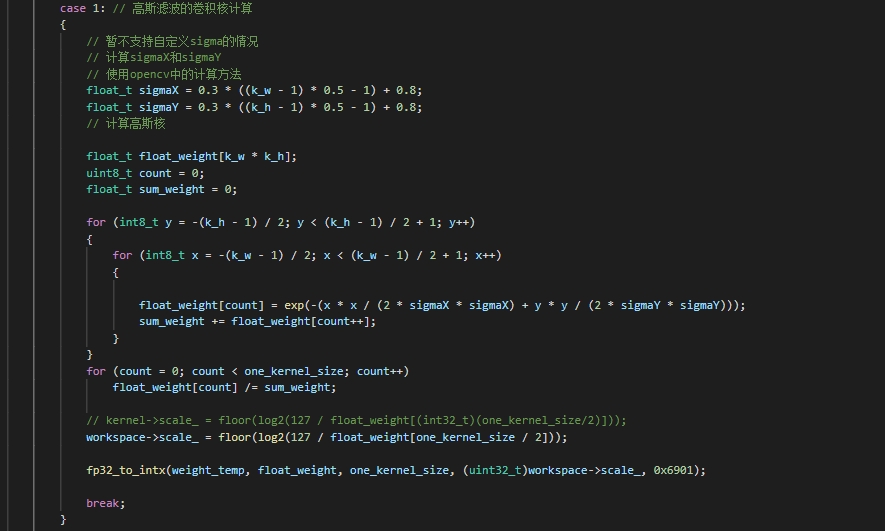 case 1: // 高斯滤波的卷积核计算
{
// 暂不支持自定义sigma的情况
// 计算sigmaX和sigmaY
// 使用opencv中的计算方法
float_t sigmaX = 0.3 * ((k_w - 1) * 0.5 - 1) + 0.8;
float_t sigmaY = 0.3 * ((k_h - 1) * 0.5 - 1) + 0.8;
// 计算高斯核
float_t float_weight[k_w * k_h];
uint8_t count = 0;
float_t sum_weight = 0;
for (int8_t y = -(k_h - 1) / 2; y < (k_h - 1) / 2 + 1; y++)
{
for (int8_t x = -(k_w - 1) / 2; x < (k_w - 1) / 2 + 1; x++)
{
float_weight[count] = exp(-(x * x / (2 * sigmaX * sigmaX) + y * y / (2 * sigmaY * sigmaY)));
sum_weight += float_weight[count++];
}
}
for (count = 0; count < one_kernel_size; count++)
float_weight[count] /= sum_weight;
// kernel->scale_ = floor(log2(127 / float_weight[(int32_t)(one_kernel_size/2)]));
workspace->scale_ = floor(log2(127 / float_weight[one_kernel_size / 2]));
fp32_to_intx(weight_temp, float_weight, one_kernel_size, (uint32_t)workspace->scale_, 0x6901);
break;
}